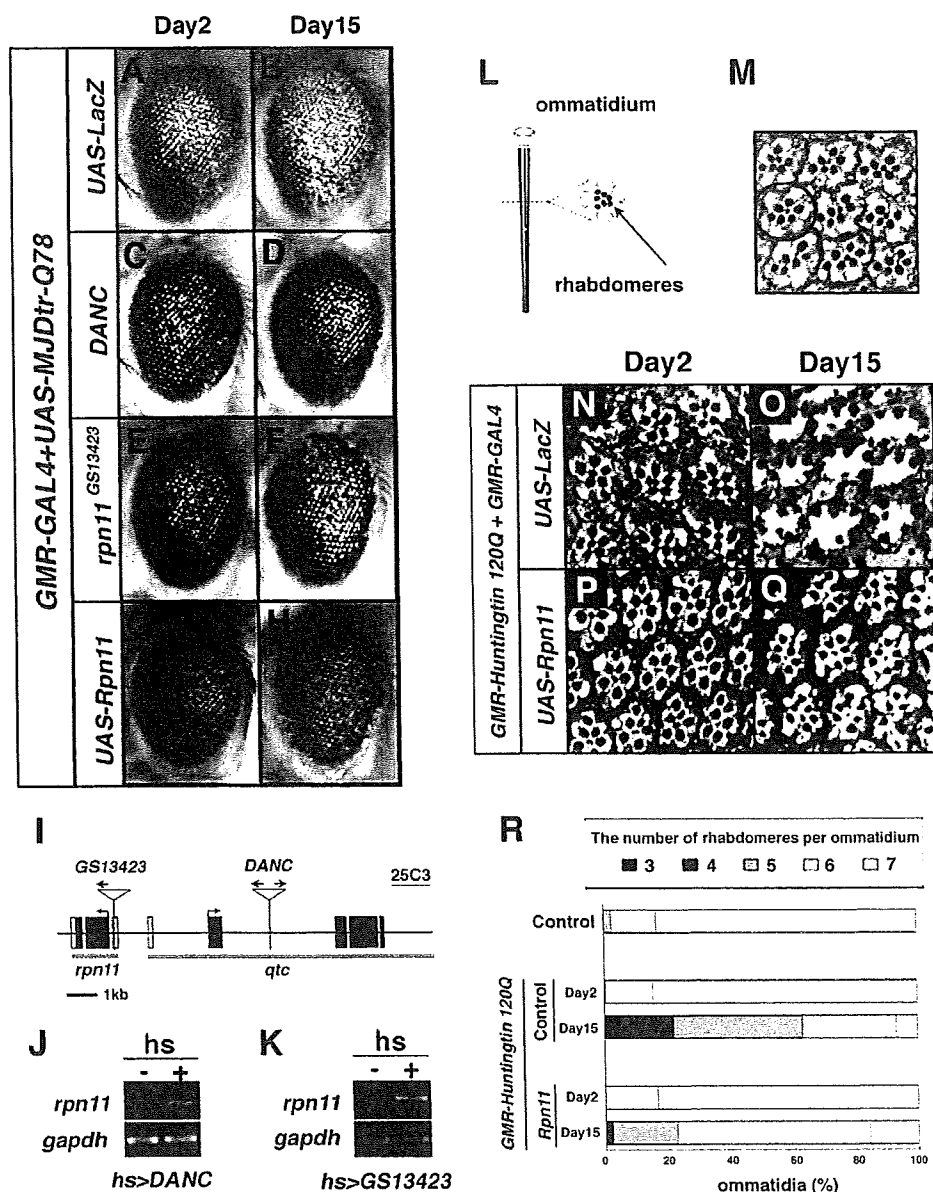 Day2 Day15
GMR-GAL4+UAS-MJDtr-Q78
UAS-LacZ
A B
DANC
C D
rpn11 GS13423
E F
UAS-Rpn11
H
L
ommatidium
rhabdomeres
M
Day2 Day15
GMR-Huntingtin 120Q + GMR-GAL4
UAS-LacZ
N O
UAS-Rpn11
P Q
I
GS13423 DANC 25C3
rpn11 qtc
1kb
J
hs
- +
rpn11
gapdh
hs>DANC
K
hs
- +
rpn11
gapdh
hs>GS13423
R
The number of rhabdomeres per ommatidium
3 4 5 6 7
Control
GMR-Huntingtin 120Q
Control
Day2
Day15
Rpn11
Day2
Day15
0 20 40 60 80 100
ommatidia (%)